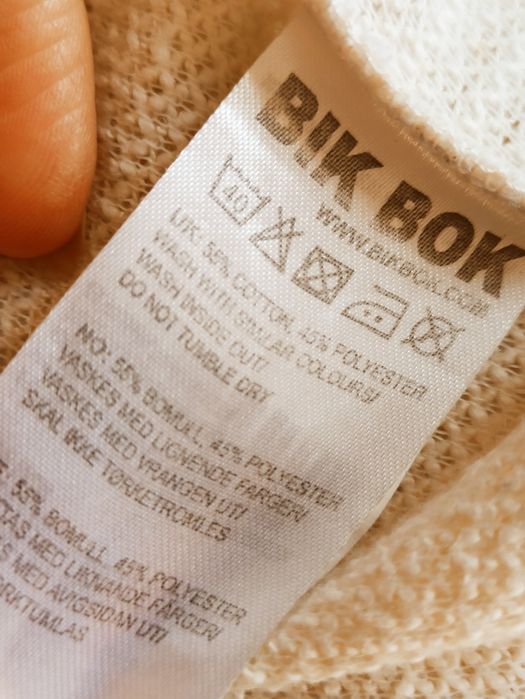 BIK BOK
WWW.BIKBOK.COM
40
UK: 55% COTTON, 45% POLYESTER
WASH WITH SIMILAR COLOURS/
WASH INSIDE OUT/
DO NOT TUMBLE DRY
NO: 55% BOMULL, 45% POLYESTER
VASKES MED LIGNENDE FARGER/
VASKES MED VRANGEN UT/
SKAL IKKE TØRKETROMLES
55% BOMULL, 45% POLYESTER
MED LIKNANDE FÄRGER/
MED AVIGSIDAN UT/